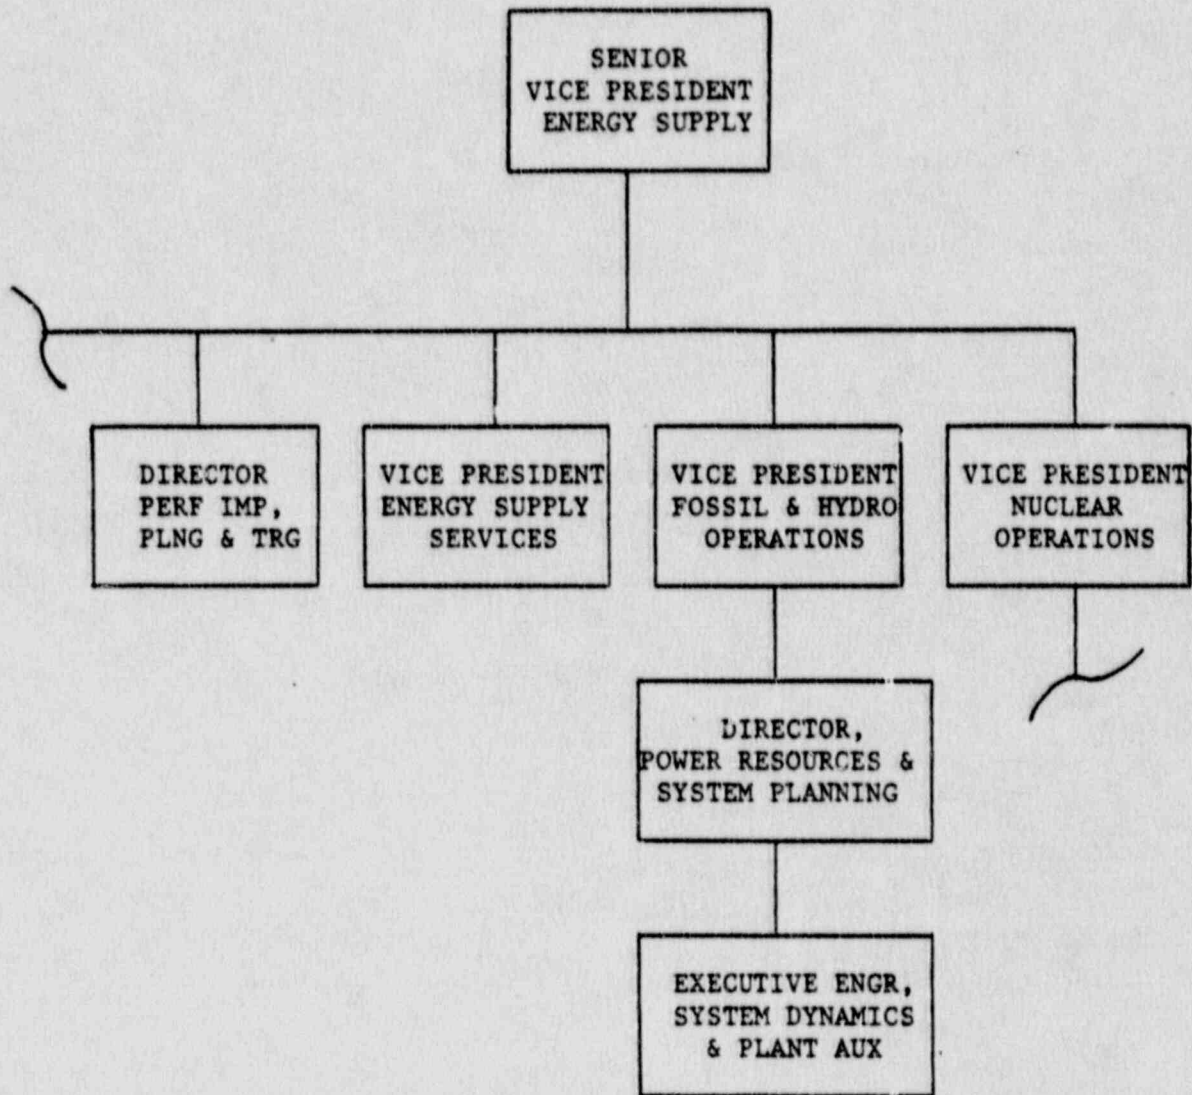 SENIOR
VICE PRESIDENT
ENERGY SUPPLY
DIRECTOR
PERF IMP,
PLNG & TRG
VICE PRESIDENT
ENERGY SUPPLY
SERVICES
VICE PRESIDENT
FOSSIL & HYDRO
OPERATIONS
VICE PRESIDENT
NUCLEAR
OPERATIONS
DIRECTOR,
POWER RESOURCES &
SYSTEM PLANNING
EXECUTIVE ENGR,
SYSTEM DYNAMICS
& PLANT AUX